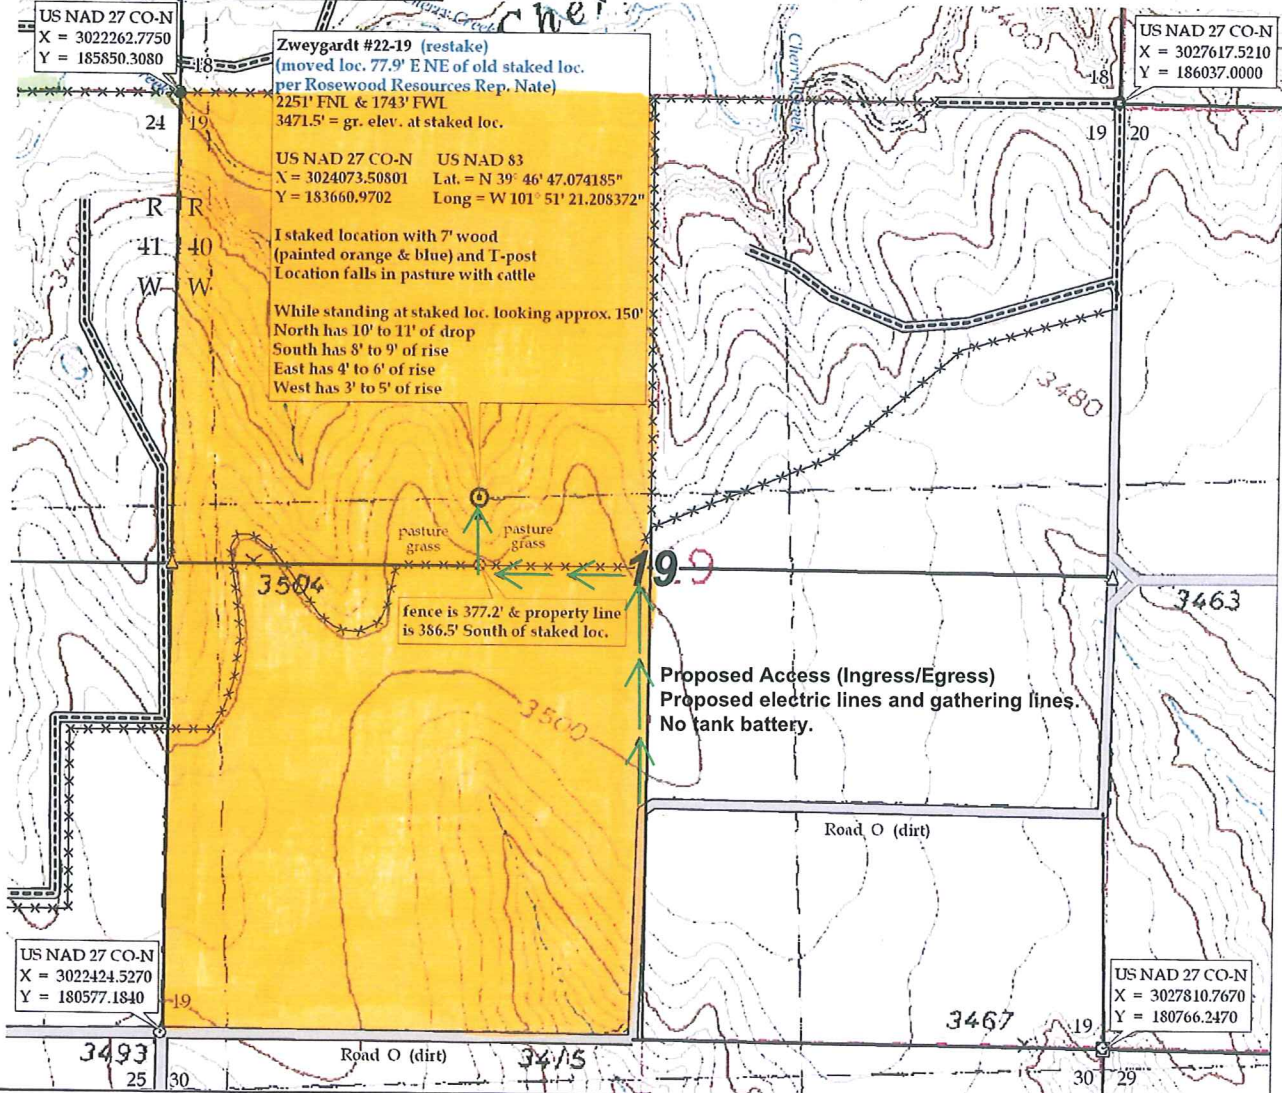 US NAD 27 CO-N
X = 3022262.7750
Y = 185850.3080
Cherry Creek
Che
3400
US NAD 27 CO-N
X = 3027617.5210
Y = 186037.0000
18
18
24
19
19
20
Zweygardt #22-19 (restake)
(moved loc. 77.9' E NE of old staked loc.
per Rosewood Resources Rep. Nate)
2251' FNL & 1743' FWL
3471.5' = gr. elev. at staked loc.
US NAD 27 CO-N US NAD 83
X = 3024073.50801 Lat. = N 39° 46' 47.074185"
Y = 183660.9702 Long = W 101° 51' 21.208372"
I staked location with 7' wood
(painted orange & blue) and T-post
Location falls in pasture with cattle
While standing at staked loc. looking approx. 150'
North has 10' to 11' of drop
South has 8' to 9' of rise
East has 4' to 6' of rise
West has 3' to 5' of rise
Cherry Creek
R R
41 40
W W
3400
3480
pasture
grass
pasture
grass
19
19
3504
3463
fence is 377.2' & property line
is 386.5' South of staked loc.
Proposed Access (Ingress/Egress)
Proposed electric lines and gathering lines.
No tank battery.
3500
Road O (dirt)
US NAD 27 CO-N
X = 3022424.5270
Y = 180577.1840
US NAD 27 CO-N
X = 3027810.7670
Y = 180766.2470
19
3467
19
3493
Road O (dirt)
3475
25
30
30
29